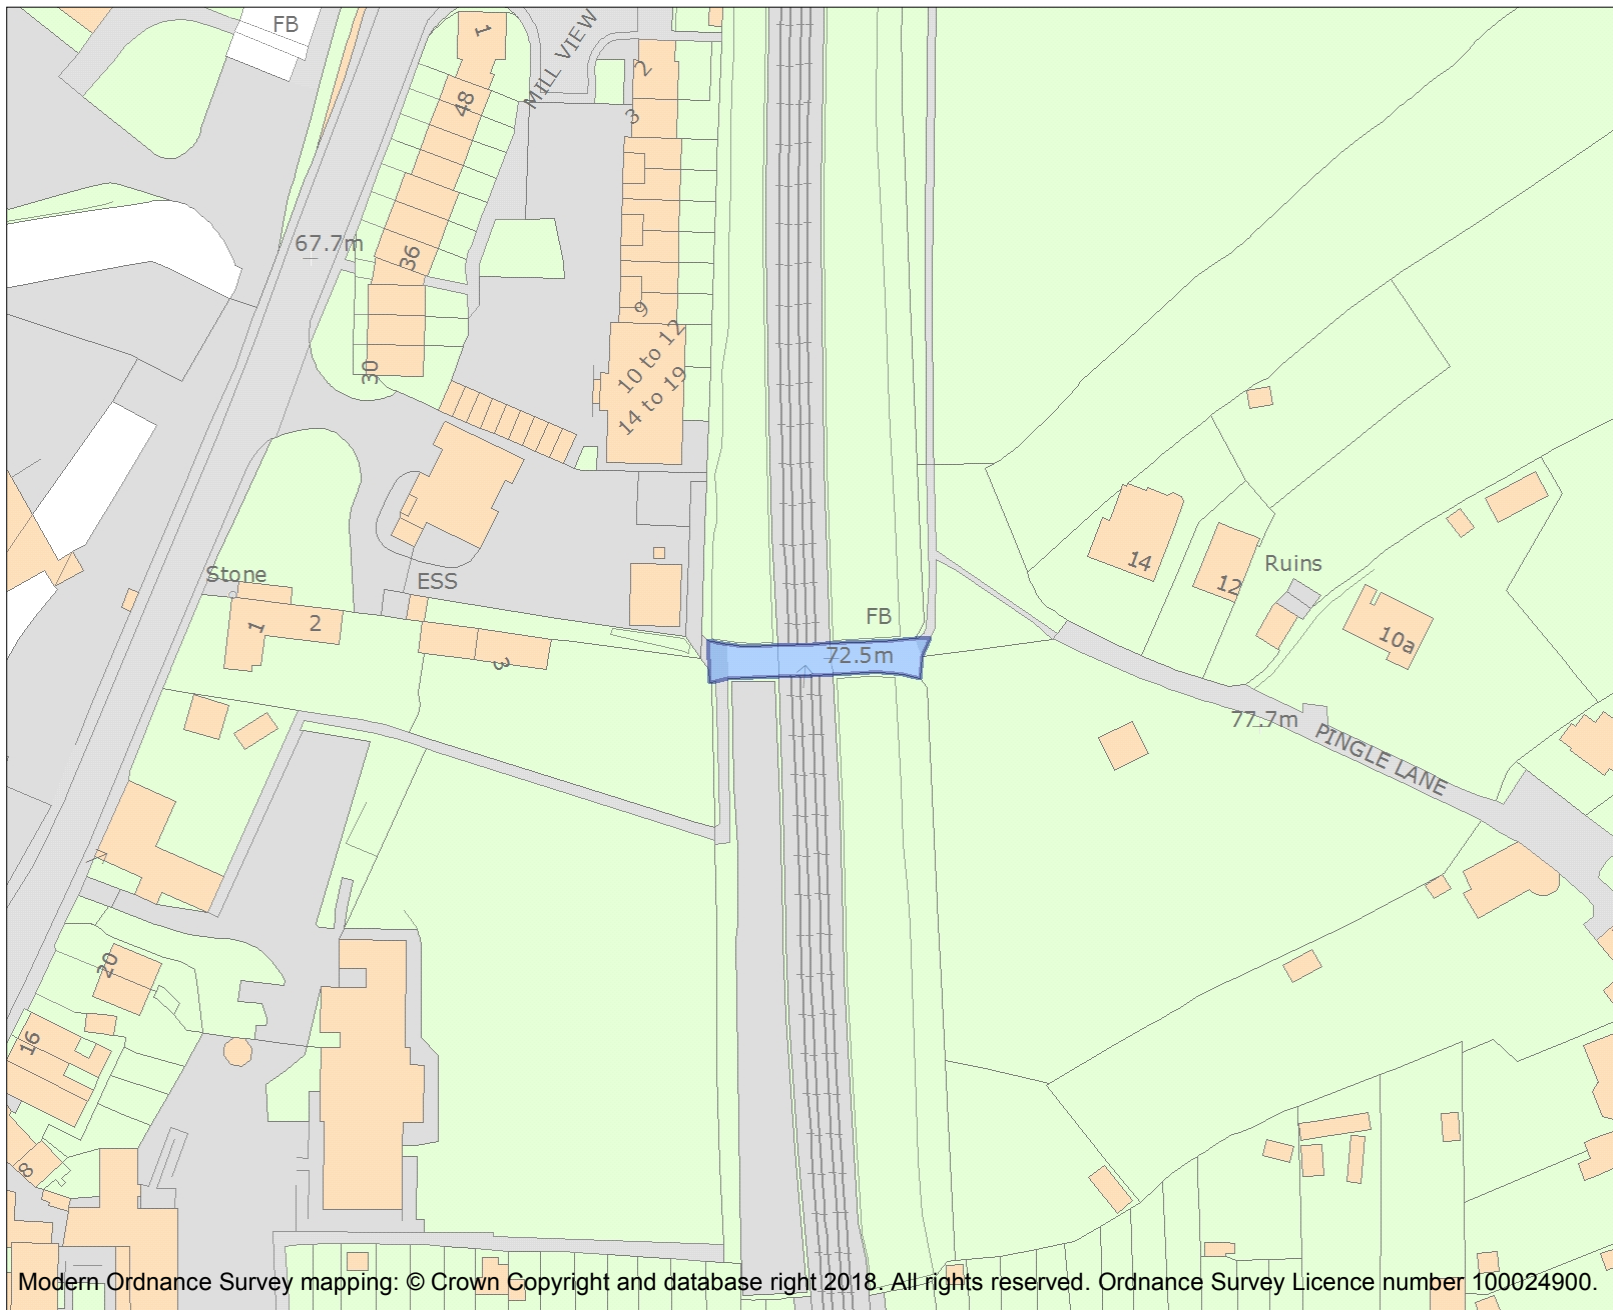 FB
1
MILL VIEW
2
48
3
67.7m
36
9
30
10 to 12
14 to 19
14
12
Ruins
Stone
ESS
FB
1
2
3
72.5m
10a
77.7m
PINGLE LANE
7
20
16
8
Modern Ordnance Survey mapping: © Crown Copyright and database right 2018. All rights reserved. Ordnance Survey Licence number 100024900.